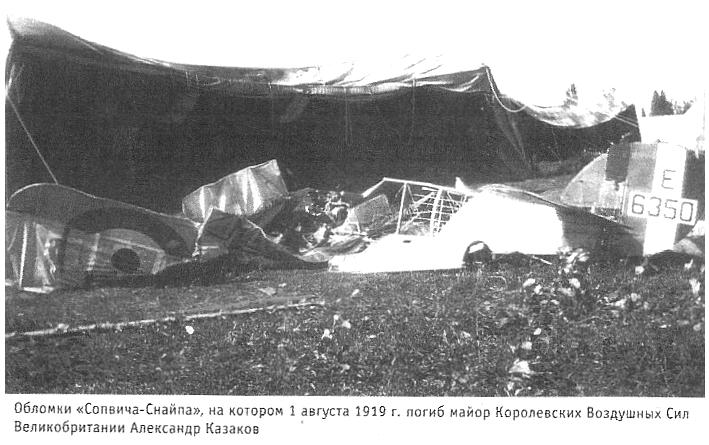 E
6350
Обломки «Сопвича-Снайпа», на котором 1 августа 1919 г. погиб майор Королевских Воздушных Сил
Великобритании Александр Казаков